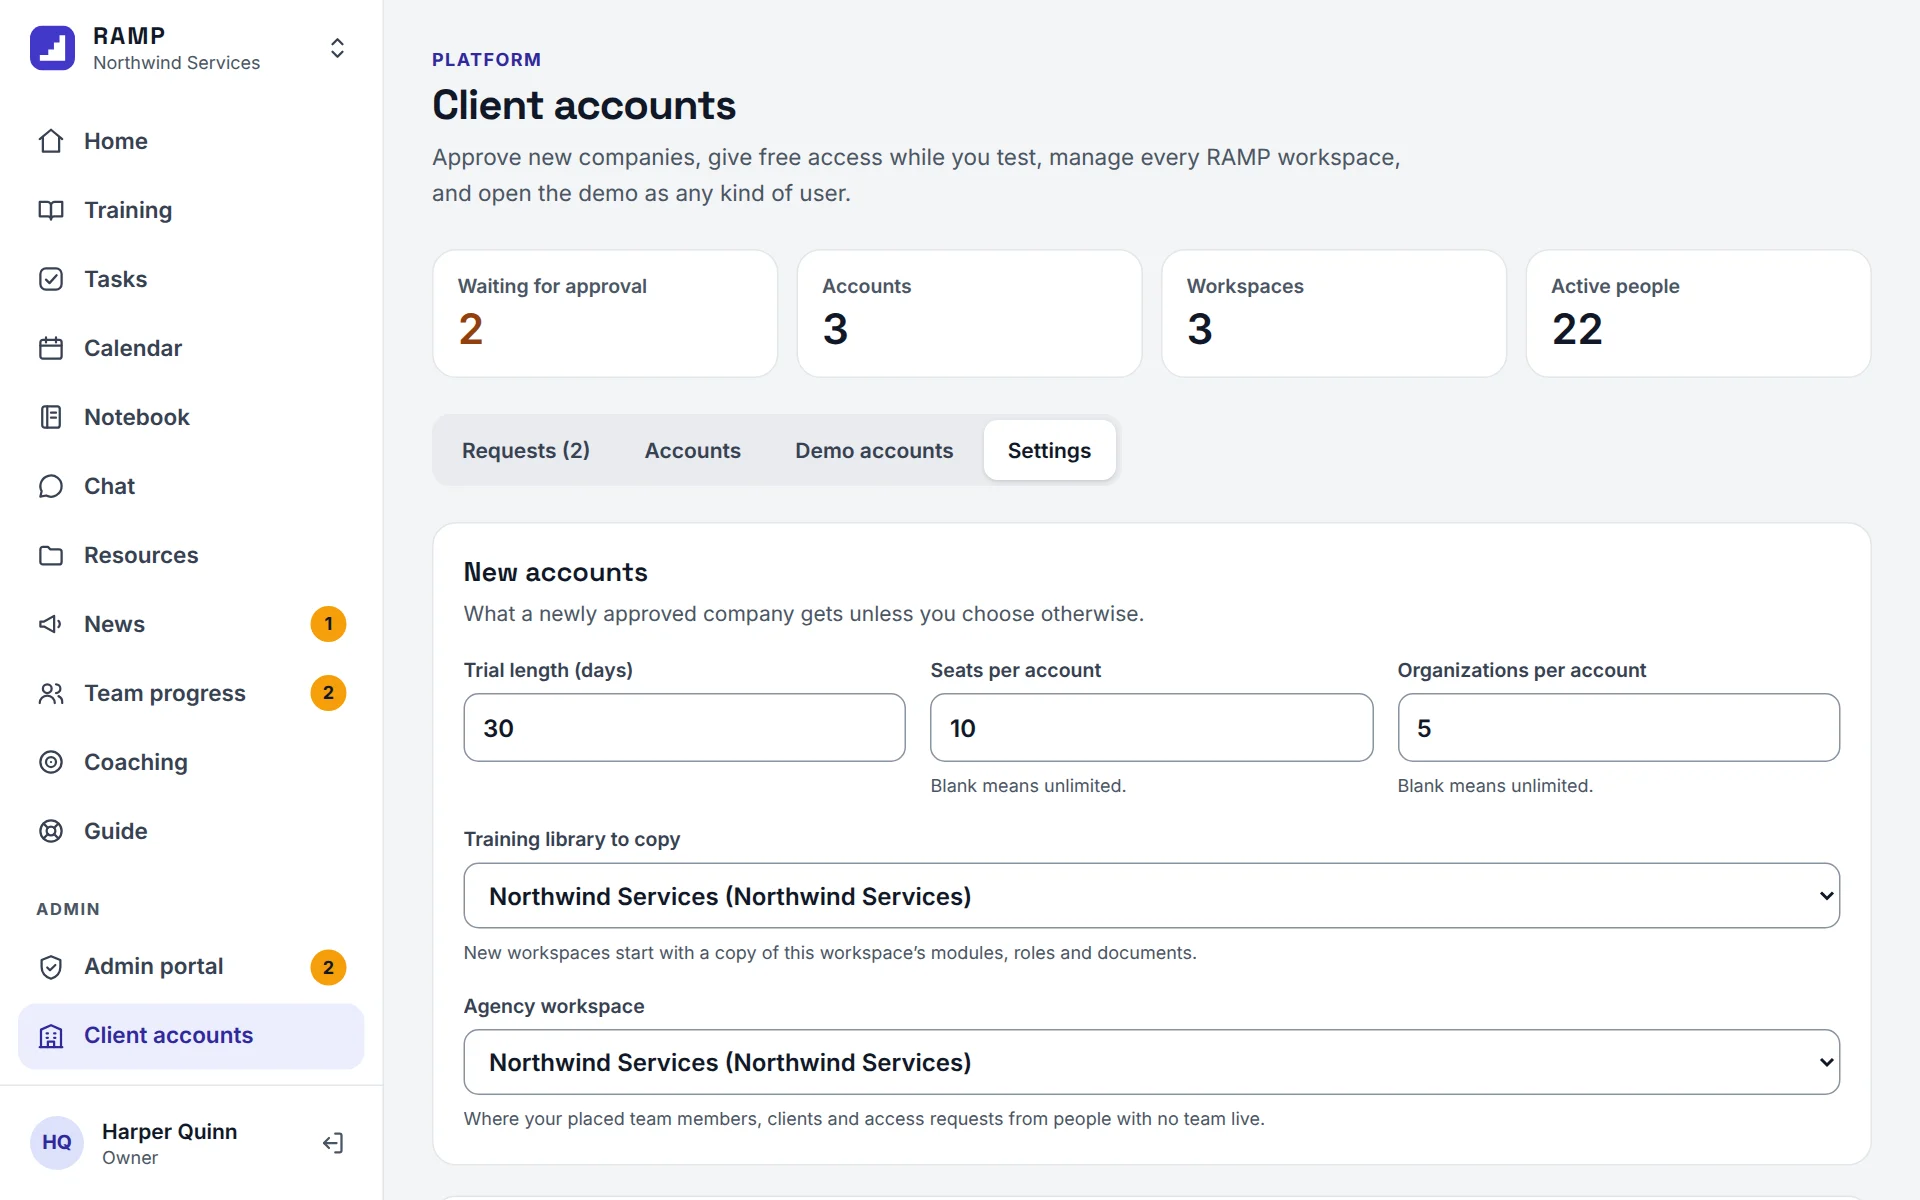 RAMP
Northwind Services
Home
Training
Tasks
Calendar
Notebook
Chat
Resources
News
1
Team progress
2
Coaching
Guide
ADMIN
Admin portal
2
Client accounts
HQ
Harper Quinn
Owner
PLATFORM
Client accounts
Approve new companies, give free access while you test, manage every RAMP workspace,
and open the demo as any kind of user.
Waiting for approval
2
Accounts
3
Workspaces
3
Active people
22
Requests (2)
Accounts
Demo accounts
Settings
New accounts
What a newly approved company gets unless you choose otherwise.
Trial length (days)
30
Seats per account
10
Blank means unlimited.
Organizations per account
5
Blank means unlimited.
Training library to copy
Northwind Services (Northwind Services)
New workspaces start with a copy of this workspace’s modules, roles and documents.
Agency workspace
Northwind Services (Northwind Services)
Where your placed team members, clients and access requests from people with no team live.